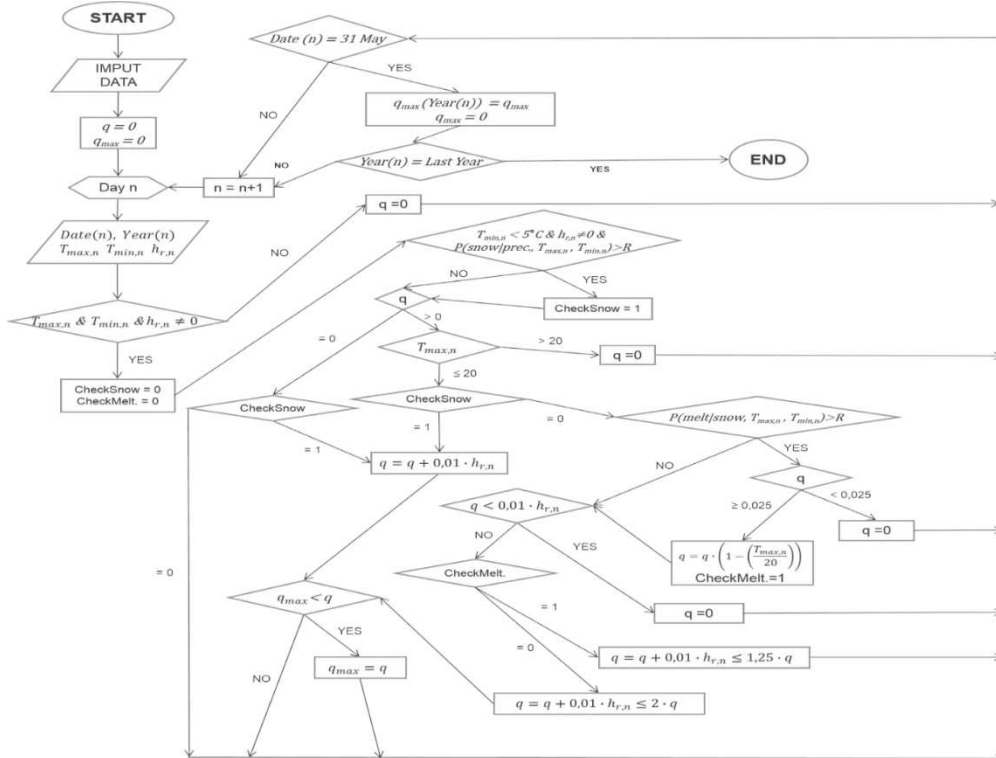 START
IMPUT
DATA
q = 0
q_max = 0
Day n
n = n+1
Date(n), Year(n)
T_max,n T_min,n h_r,n
T_max,n & T_min,n & h_r,n ≠ 0
YES
NO
CheckSnow = 0
CheckMelt. = 0
Date (n) = 31 May
YES
NO
q_max(Year(n)) = q_max
q_max = 0
Year(n) = Last Year
NO
YES
END
q =0
T_min,n < 5°C & h_r,n ≠0 &
P(snow/prec., T_max,n, T_min,n)>R
NO
YES
CheckSnow = 1
q
> 0
= 0
T_max,n
> 20
q =0
≤ 20
CheckSnow
CheckSnow
= 0
= 1
= 1
= 0
q = q + 0,01 · h_r,n
P(melt/snow, T_max,n , T_min,n)>R
NO
YES
q
≥ 0,025
< 0,025
q =0
q = q · (1 − (T_max,n/20))
CheckMelt.=1
q < 0,01 · h_r,n
NO
YES
q =0
CheckMelt.
= 1
= 0
q = q + 0,01 · h_r,n ≤ 1,25 · q
q = q + 0,01 · h_r,n ≤ 2 · q
q_max < q
YES
NO
q_max = q